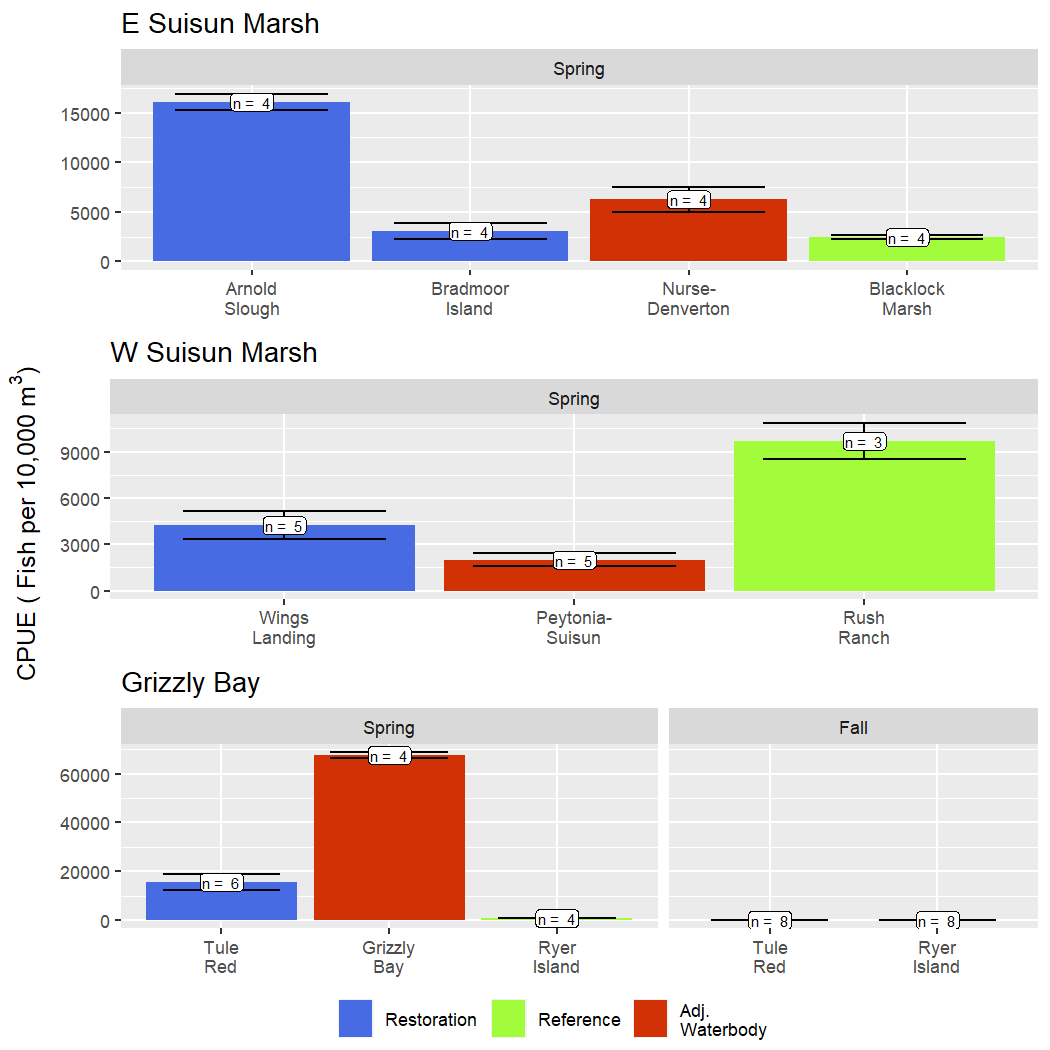 E Suisun Marsh
Spring
15000
10000
5000
0
n = 4
n = 4
n = 4
n = 4
Arnold
Slough
Bradmoor
Island
Nurse-
Denverton
Blacklock
Marsh
CPUE ( Fish per 10,000 m³)
W Suisun Marsh
Spring
9000
6000
3000
0
n = 5
n = 5
n = 3
Wings
Landing
Peytonia-
Suisun
Rush
Ranch
Grizzly Bay
Spring
Fall
60000
40000
20000
0
n = 6
n = 4
n = 4
n = 8
n = 8
Tule
Red
Grizzly
Bay
Ryer
Island
Tule
Red
Ryer
Island
Restoration
Reference
Adj.
Waterbody